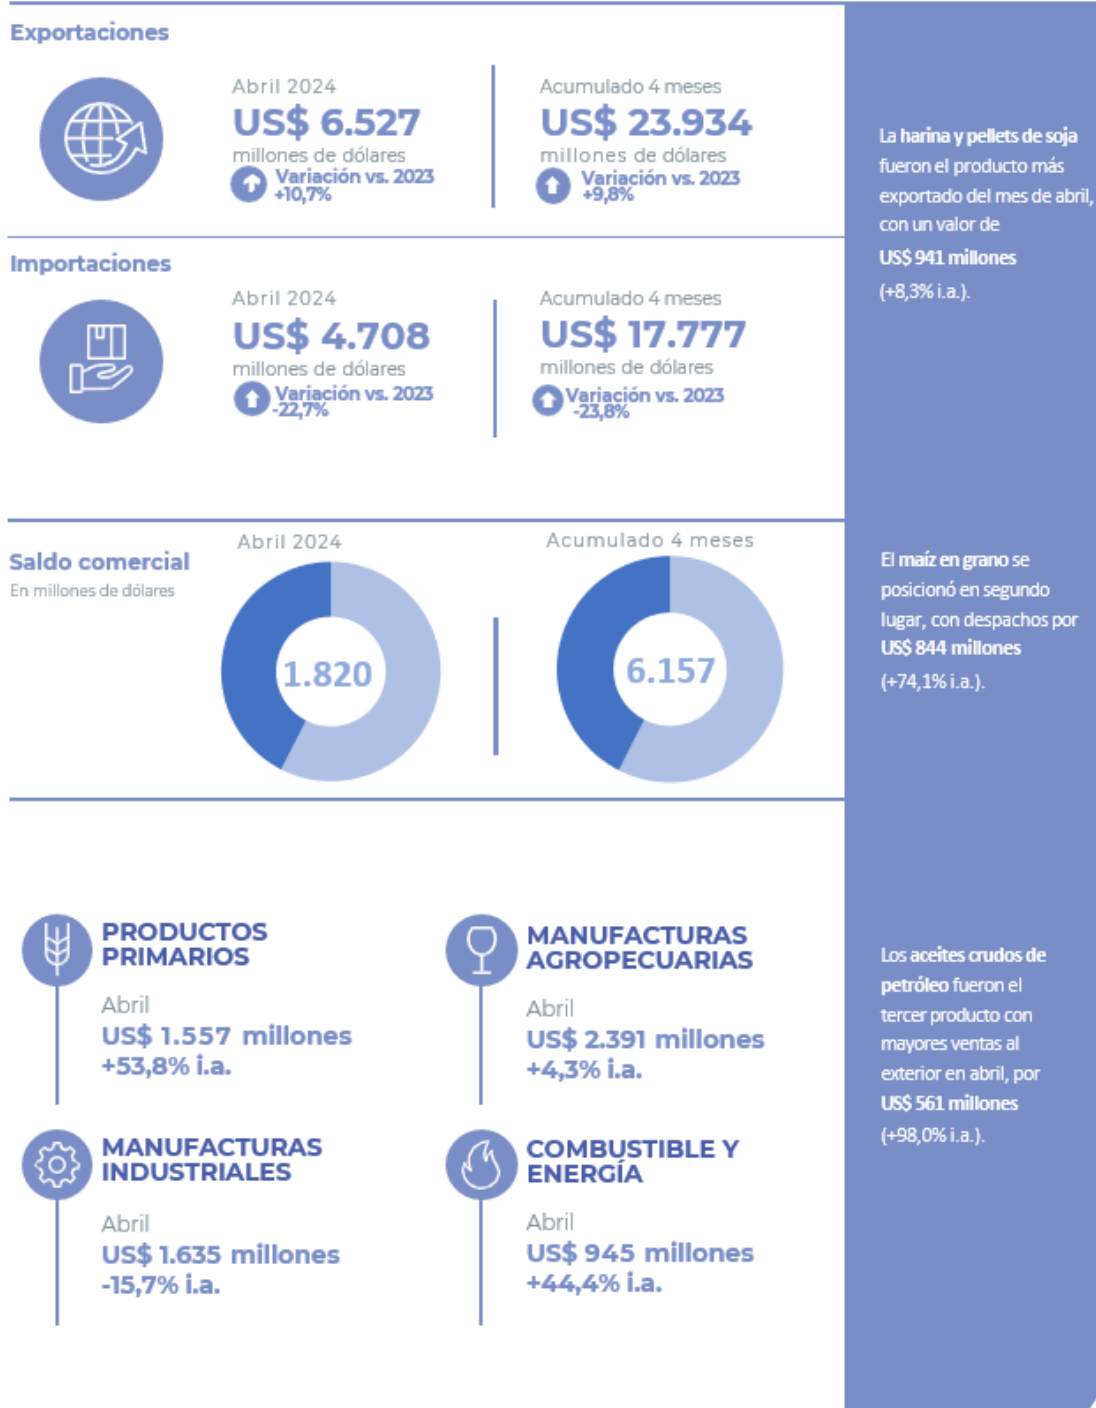 Exportaciones
Abril 2024
US$ 6.527
millones de dólares
Variación vs. 2023
+10,7%
Acumulado 4 meses
US$ 23.934
millones de dólares
Variación vs. 2023
+9,8%
Importaciones
Abril 2024
US$ 4.708
millones de dólares
Variación vs. 2023
-22,7%
Acumulado 4 meses
US$ 17.777
millones de dólares
Variación vs. 2023
-23,8%
Saldo comercial
En millones de dólares
Abril 2024
1.820
Acumulado 4 meses
6.157
PRODUCTOS
PRIMARIOS
Abril
US$ 1.557 millones
+53,8% i.a.
MANUFACTURAS
AGROPECUARIAS
Abril
US$ 2.391 millones
+4,3% i.a.
MANUFACTURAS
INDUSTRIALES
Abril
US$ 1.635 millones
-15,7% i.a.
COMBUSTIBLE Y
ENERGÍA
Abril
US$ 945 millones
+44,4% i.a.
La harina y pellets de soja
fueron el producto más
exportado del mes de abril,
con un valor de
US$ 941 millones
(+8,3% i.a.).
El maíz en grano se
posicionó en segundo
lugar, con despachos por
US$ 844 millones
(+74,1% i.a.).
Los aceites crudos de
petróleo fueron el
tercer producto con
mayores ventas al
exterior en abril, por
US$ 561 millones
(+98,0% i.a.).